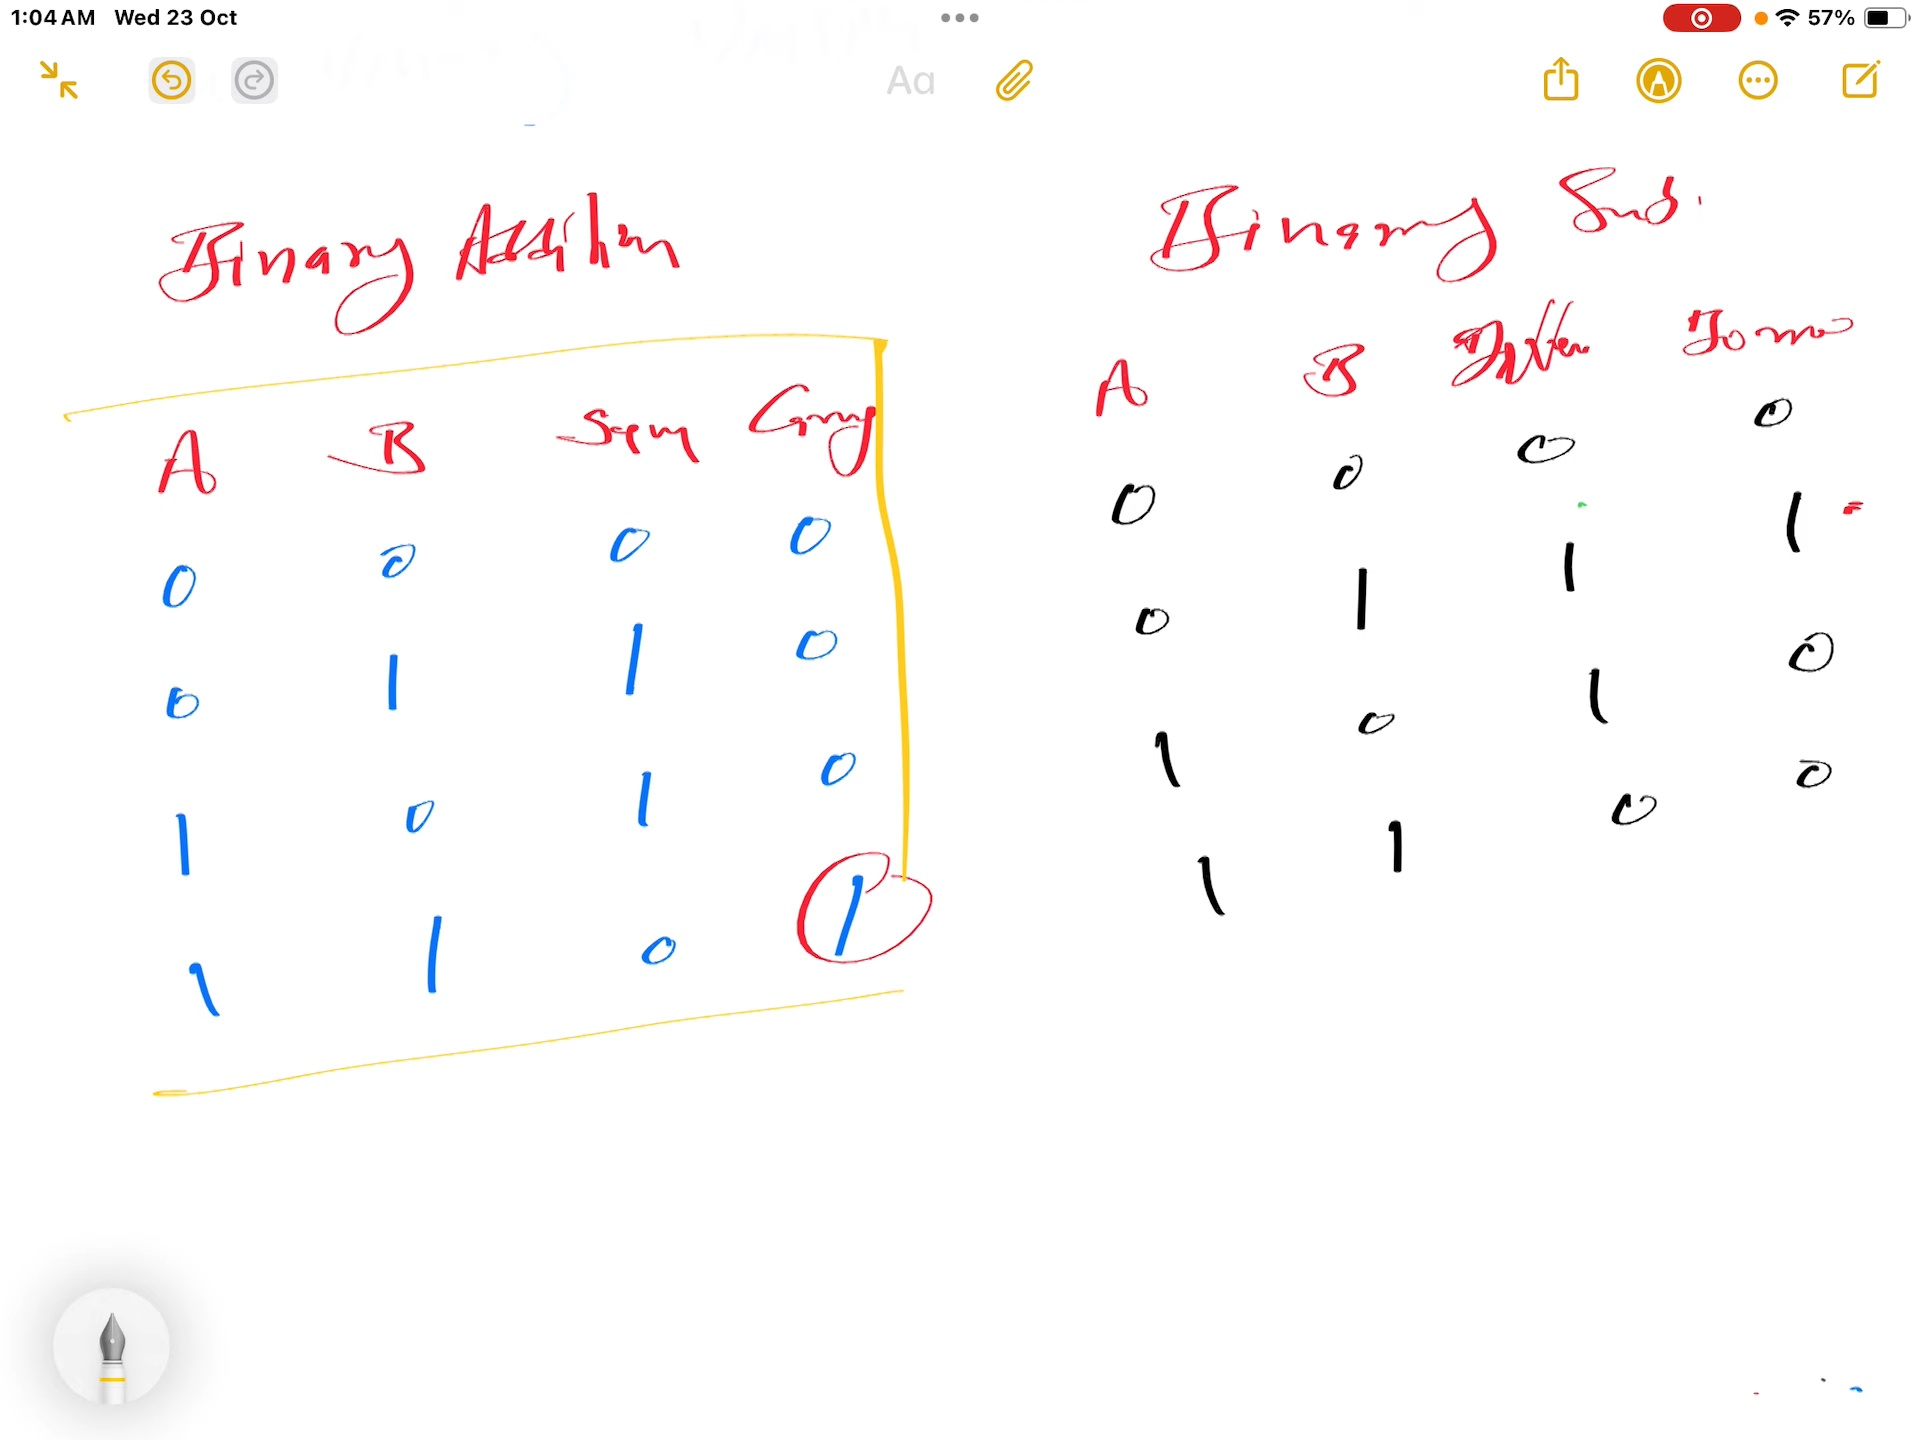 1:04 AM Wed 23 Oct 57%
Aa
Binary Addition
A B Sum Carry
0 0 0 0
0 1 1 0
1 0 1 0
1 1 0 1
Binary Sub.
A B
0 0 0 0
0 1 1 1
1 0 1 0
1 1 0 0